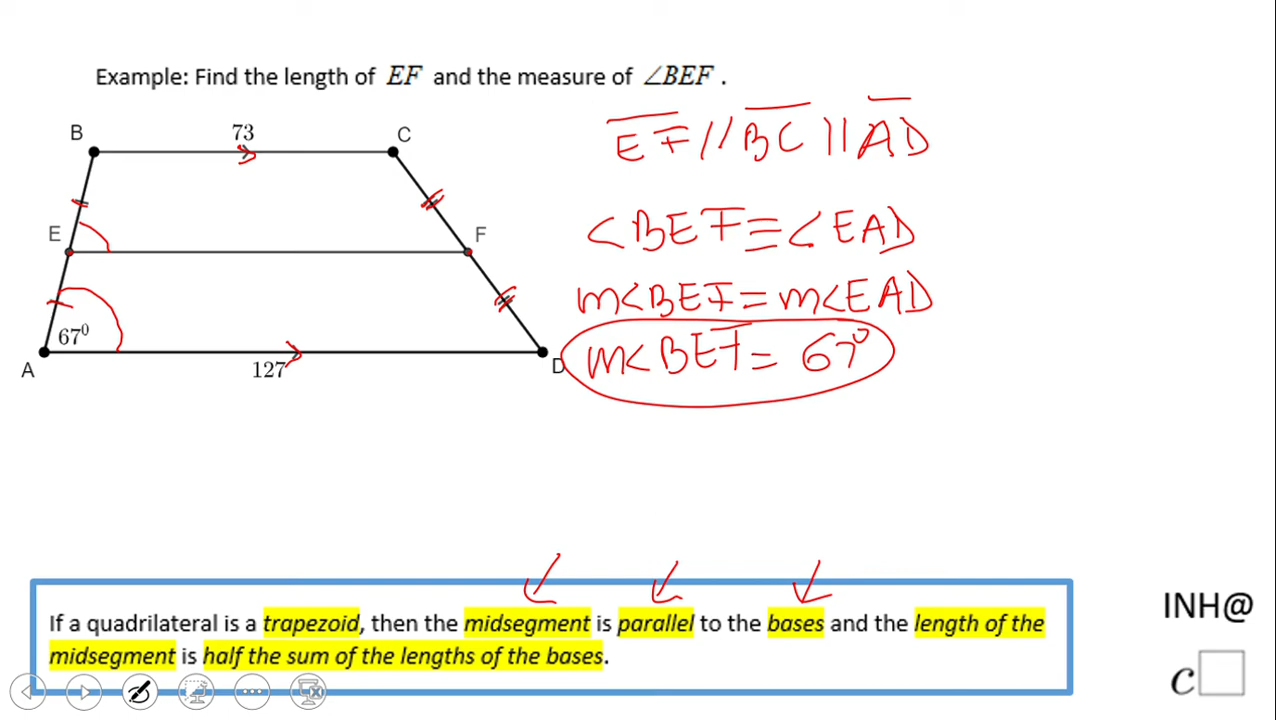 Example: Find the length of EF and the measure of ∠BEF .
B 73 C
E F
67⁰
A 127 D
EF // BC || AD
<BEF ≅ <EAD
m<BEF = m<EAD
m<BEF = 67⁰
If a quadrilateral is a trapezoid, then the midsegment is parallel to the bases and the length of the
midsegment is half the sum of the lengths of the bases.
INH@
c